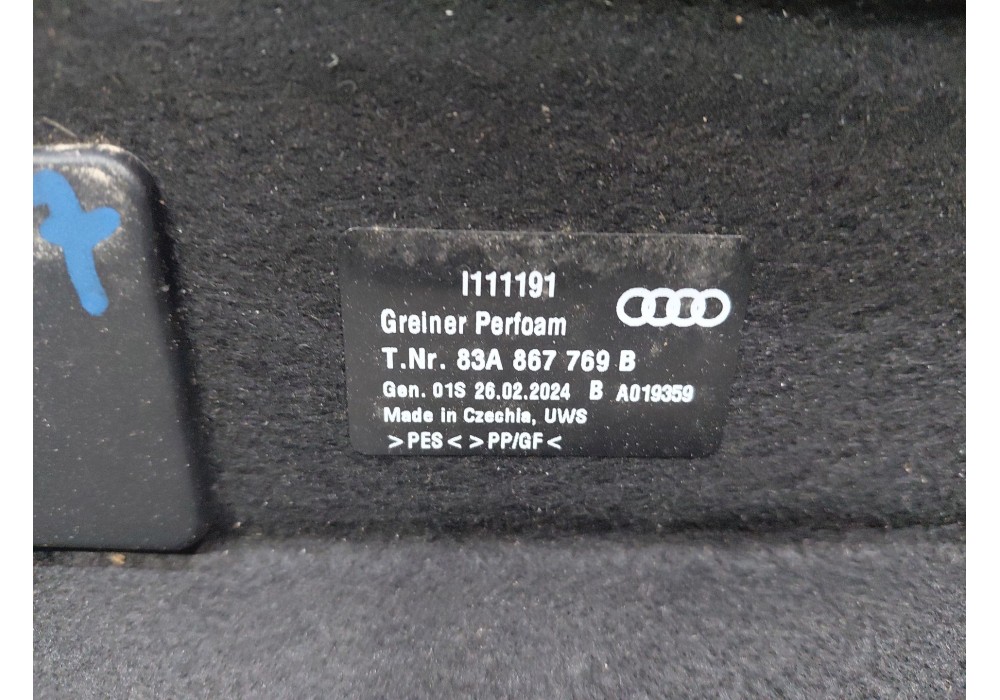 I111191
Greiner Perfoam
T.Nr. 83A 867 769 B
Gen. 01S 26.02.2024 B A019359
Made in Czechia, UWS
>PES< >PP/GF<